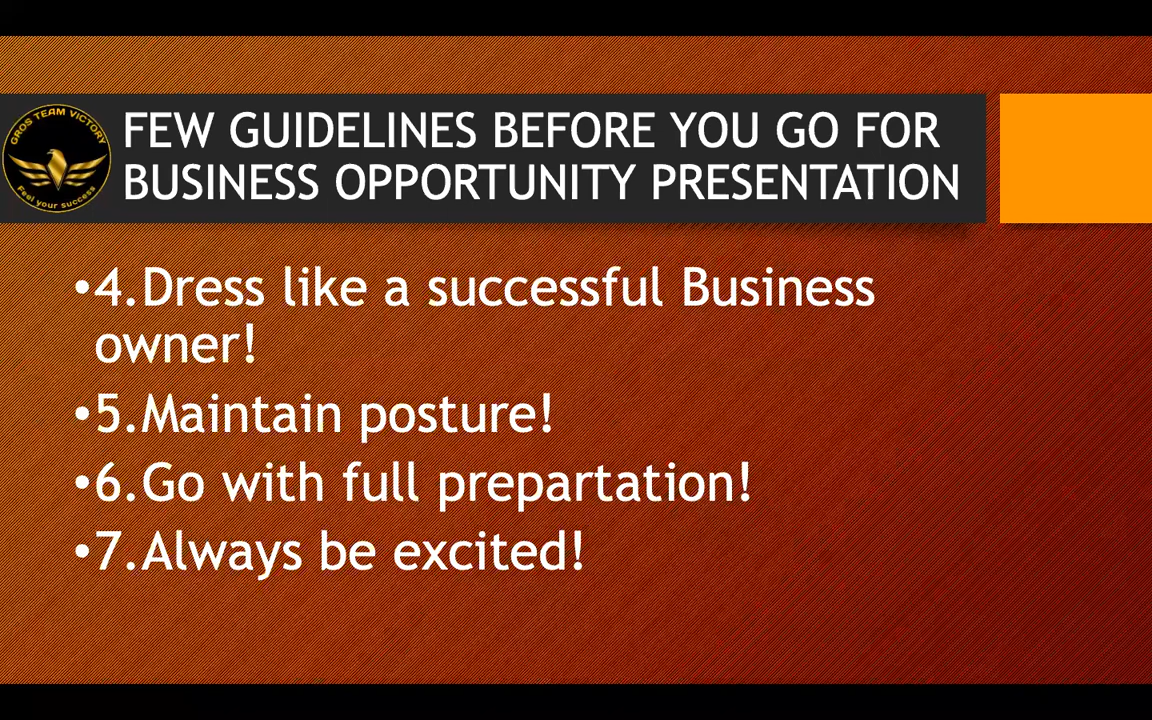 GROS TEAM VICTORY
Feel your success
FEW GUIDELINES BEFORE YOU GO FOR
BUSINESS OPPORTUNITY PRESENTATION
•4.Dress like a successful Business
owner!
•5.Maintain posture!
•6.Go with full prepartation!
•7.Always be excited!